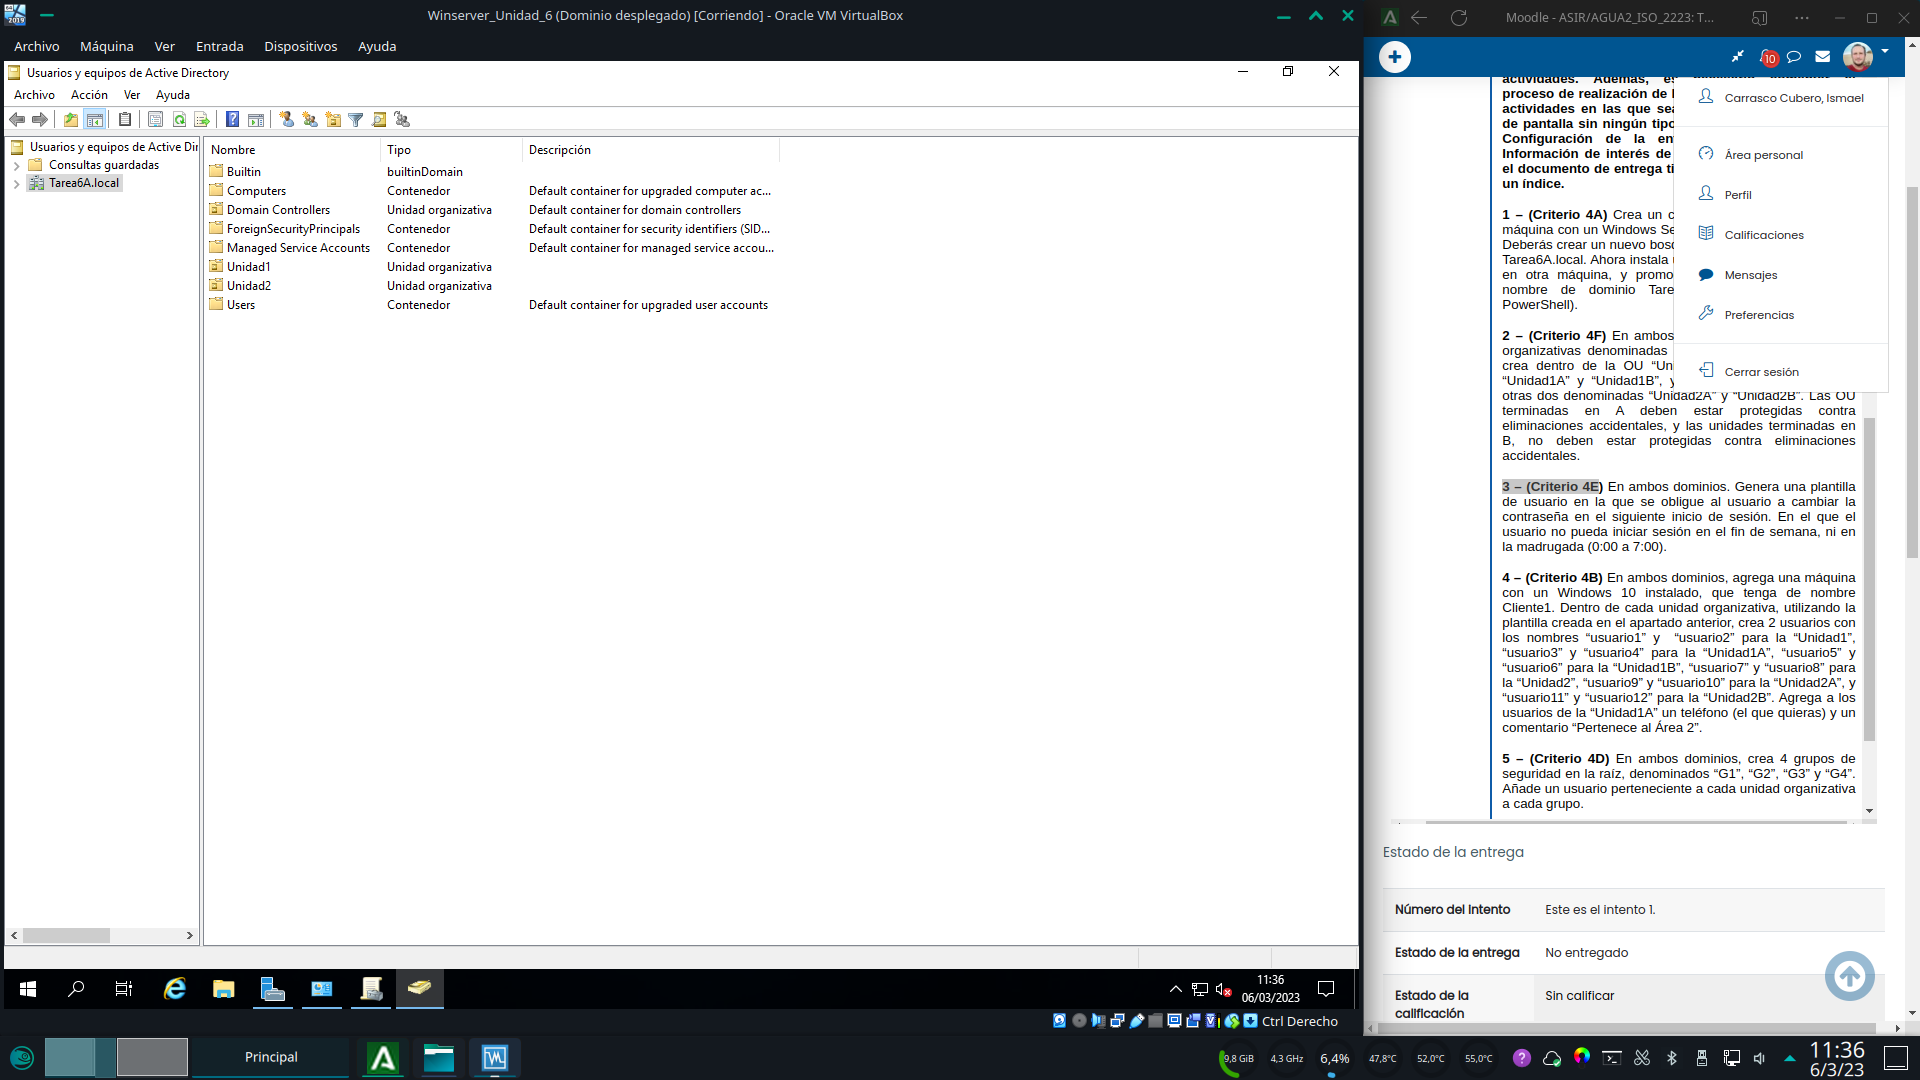 Winserver_Unidad_6 (Dominio desplegado) [Corriendo] - Oracle VM VirtualBox
Archivo Máquina Ver Entrada Dispositivos Ayuda
Usuarios y equipos de Active Directory
Archivo Acción Ver Ayuda
Usuarios y equipos de Active Dir
Consultas guardadas
Tarea6A.local
Nombre Tipo Descripción
Builtin builtinDomain
Computers Contenedor Default container for upgraded computer ac...
Domain Controllers Unidad organizativa Default container for domain controllers
ForeignSecurityPrincipals Contenedor Default container for security identifiers (SID...
Managed Service Accounts Contenedor Default container for managed service accou...
Unidad1 Unidad organizativa
Unidad2 Unidad organizativa
Users Contenedor Default container for upgraded user accounts
11:36
06/03/2023
Ctrl Derecho
Moodle - ASIR/AGUA2_ISO_2223: T...
10
Carrasco Cubero, Ismael
Área personal
Perfil
Calificaciones
Mensajes
Preferencias
Cerrar sesión
proceso de realización de l
actividades en las que sea
de pantalla sin ningún tipo
Configuración de la en
Información de interés de
el documento de entrega ti
un índice.
1 – (Criterio 4A) Crea un c
máquina con un Windows Se
Deberás crear un nuevo bosq
Tarea6A.local. Ahora instala
en otra máquina, y promo
nombre de dominio Tare
PowerShell).
2 – (Criterio 4F) En ambos
organizativas denominadas
crea dentro de la OU “Un
“Unidad1A” y “Unidad1B”, y
otras dos denominadas “Unidad2A” y “Unidad2B”. Las OU
terminadas en A deben estar protegidas contra
eliminaciones accidentales, y las unidades terminadas en
B, no deben estar protegidas contra eliminaciones
accidentales.
3 – (Criterio 4E) En ambos dominios. Genera una plantilla
de usuario en la que se obligue al usuario a cambiar la
contraseña en el siguiente inicio de sesión. En el que el
usuario no pueda iniciar sesión en el fin de semana, ni en
la madrugada (0:00 a 7:00).
4 – (Criterio 4B) En ambos dominios, agrega una máquina
con un Windows 10 instalado, que tenga de nombre
Cliente1. Dentro de cada unidad organizativa, utilizando la
plantilla creada en el apartado anterior, crea 2 usuarios con
los nombres “usuario1” y “usuario2” para la “Unidad1”,
“usuario3” y “usuario4” para la “Unidad1A”, “usuario5” y
“usuario6” para la “Unidad1B”, “usuario7” y “usuario8” para
la “Unidad2”, “usuario9” y “usuario10” para la “Unidad2A”, y
“usuario11” y “usuario12” para la “Unidad2B”. Agrega a los
usuarios de la “Unidad1A” un teléfono (el que quieras) y un
comentario “Pertenece al Área 2”.
5 – (Criterio 4D) En ambos dominios, crea 4 grupos de
seguridad en la raíz, denominados “G1”, “G2”, “G3” y “G4”.
Añade un usuario perteneciente a cada unidad organizativa
a cada grupo.
Estado de la entrega
Número del intento Este es el intento 1.
Estado de la entrega No entregado
Estado de la calificación Sin calificar
Principal
9,8 GiB 4,3 GHz 6,4% 47,8°C 52,0°C 55,0°C
11:36
6/3/23